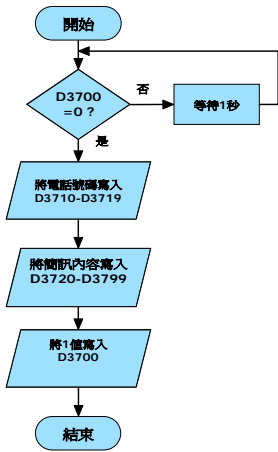 開始
D3700
=0 ?
否
等待1秒
是
將電話號碼寫入
D3710-D3719
將簡訊內容寫入
D3720-D3799
將1值寫入
D3700
結束